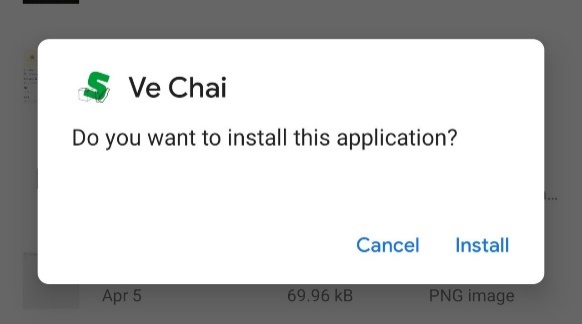 Ve Chai
Do you want to install this application?
Cancel Install
Apr 5 69.96 kB PNG image